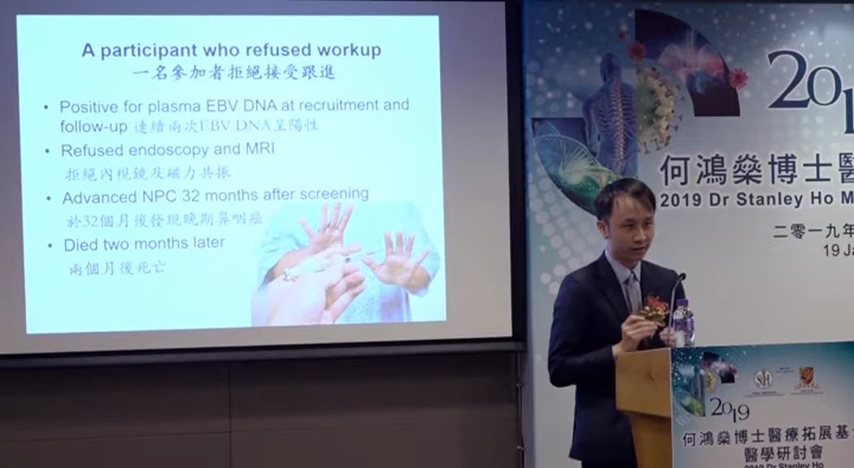 A participant who refused workup
一名參加者拒絕接受跟進
• Positive for plasma EBV DNA at recruitment and
follow-up 連續兩次EBV DNA呈陽性
• Refused endoscopy and MRI
拒絕內視鏡及磁力共振
• Advanced NPC 32 months after screening
於32個月後發現晚期鼻咽癌
• Died two months later
兩個月後死亡
201
何鴻燊博士醫
2019 Dr Stanley Ho M
二零一九年
19 Ja
2019
何鴻燊博士醫療拓展基
醫學研討會
2019 Dr Stanley Ho